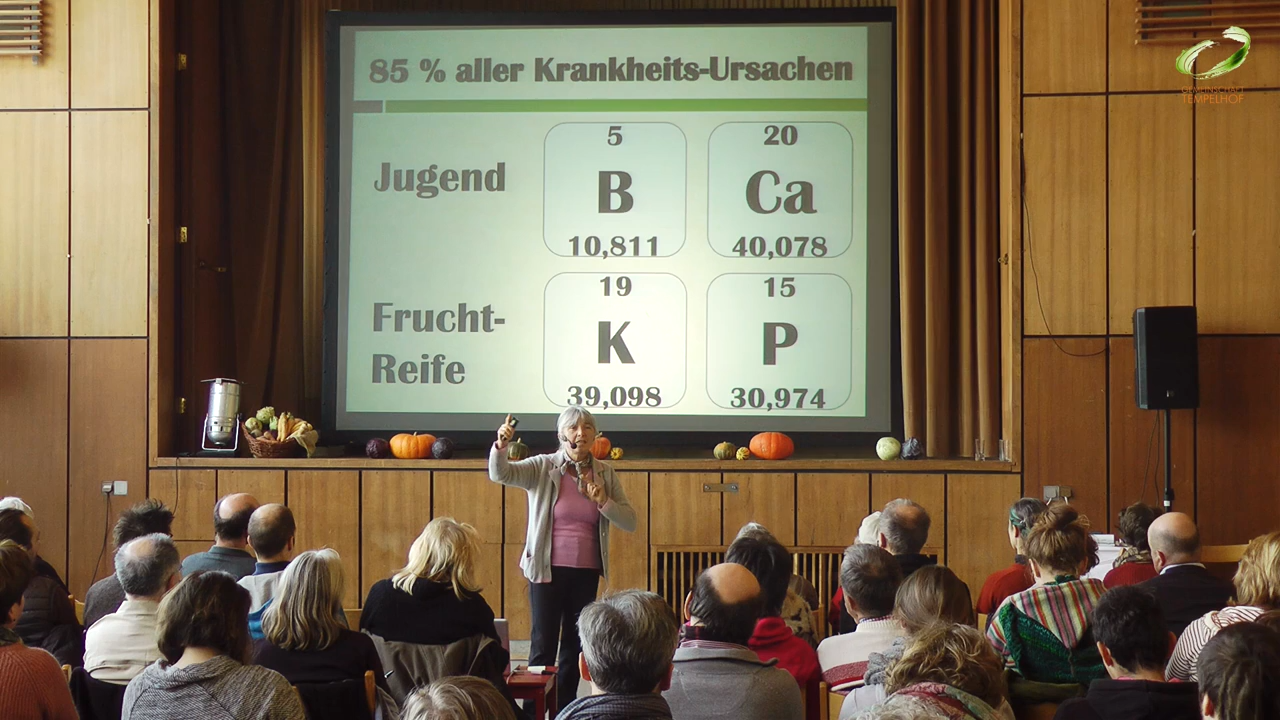 85 % aller Krankheits-Ursachen
Jugend
5
B
10,811
20
Ca
40,078
Frucht-
Reife
19
K
39,098
15
P
30,974
GEMEINSCHAFT
TEMPELHOF